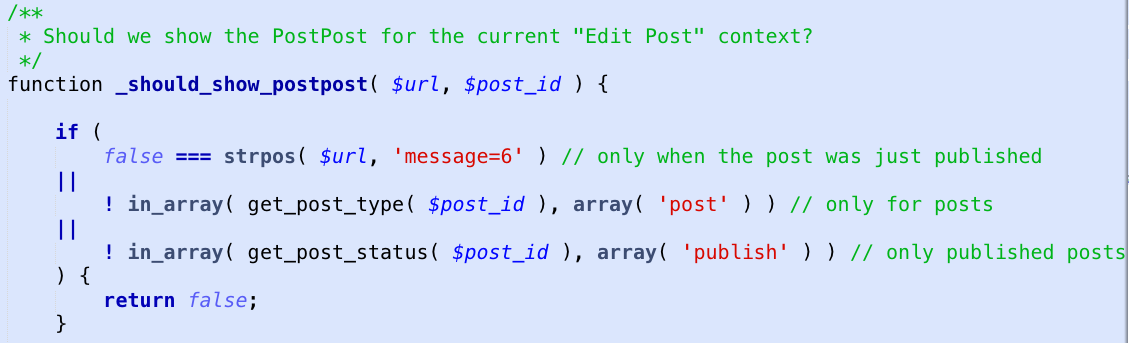 /**
 * Should we show the PostPost for the current "Edit Post" context?
 */
function _should_show_postpost( $url, $post_id ) {
if (
false === strpos( $url, 'message=6' ) // only when the post was just published
||
! in_array( get_post_type( $post_id ), array( 'post' ) ) // only for posts
||
! in_array( get_post_status( $post_id ), array( 'publish' ) ) // only published posts
) {
return false;
}